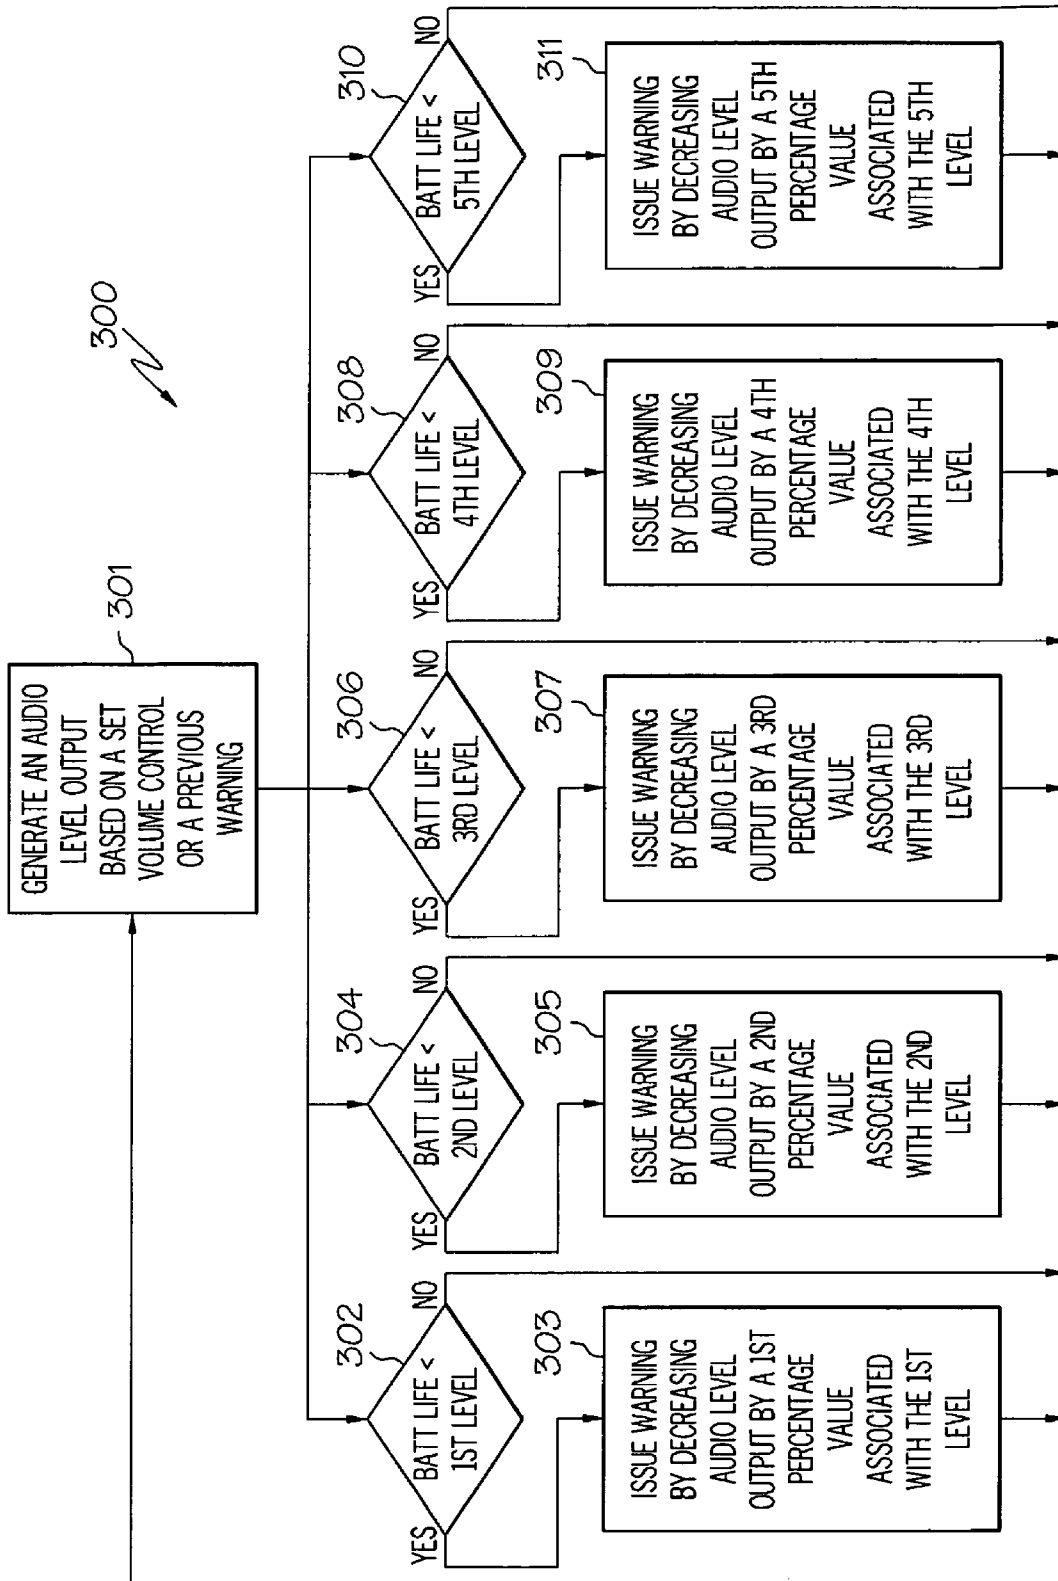 300
301
GENERATE AN AUDIO
LEVEL OUTPUT
BASED ON A SET
VOLUME CONTROL
OR A PREVIOUS
WARNING
302
BATT LIFE <
1ST LEVEL
YES
NO
303
ISSUE WARNING
BY DECREASING
AUDIO LEVEL
OUTPUT BY A 1ST
PERCENTAGE
VALUE
ASSOCIATED
WITH THE 1ST
LEVEL
304
BATT LIFE <
2ND LEVEL
YES
NO
305
ISSUE WARNING
BY DECREASING
AUDIO LEVEL
OUTPUT BY A 2ND
PERCENTAGE
VALUE
ASSOCIATED
WITH THE 2ND
LEVEL
306
BATT LIFE <
3RD LEVEL
YES
NO
307
ISSUE WARNING
BY DECREASING
AUDIO LEVEL
OUTPUT BY A 3RD
PERCENTAGE
VALUE
ASSOCIATED
WITH THE 3RD
LEVEL
308
BATT LIFE <
4TH LEVEL
YES
NO
309
ISSUE WARNING
BY DECREASING
AUDIO LEVEL
OUTPUT BY A 4TH
PERCENTAGE
VALUE
ASSOCIATED
WITH THE 4TH
LEVEL
310
BATT LIFE <
5TH LEVEL
YES
NO
311
ISSUE WARNING
BY DECREASING
AUDIO LEVEL
OUTPUT BY A 5TH
PERCENTAGE
VALUE
ASSOCIATED
WITH THE 5TH
LEVEL